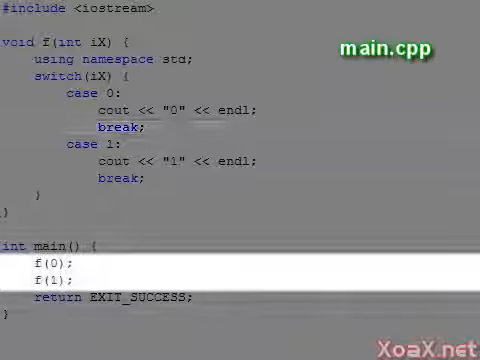 #include <iostream>
main.cpp
void f(int iX) {
    using namespace std;
    switch(iX) {
        case 0:
            cout << "0" << endl;
            break;
        case 1:
            cout << "1" << endl;
            break;
    }
}
int main() {
    f(0);
    f(1);
    return EXIT_SUCCESS;
}
XoaX.net